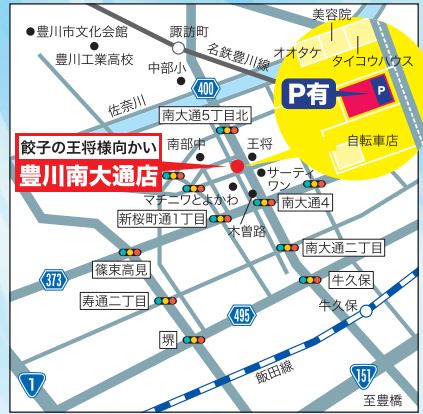 豊川市文化会館
諏訪町
豊川工業高校
名鉄豊川線
中部小
佐奈川
400
美容院
オオタケ
タイコウハウス
P有
P
自転車店
南大通5丁目北
餃子の王将様向かい
豊川南大通店
南部中
王将
サーティ
ワン
マチニワとよかわ
南大通4
新桜町通1丁目
木曽路
南大通二丁目
篠束高見
373
牛久保
寿通二丁目
495
牛久保
堺
飯田線
1
151
至豊橋